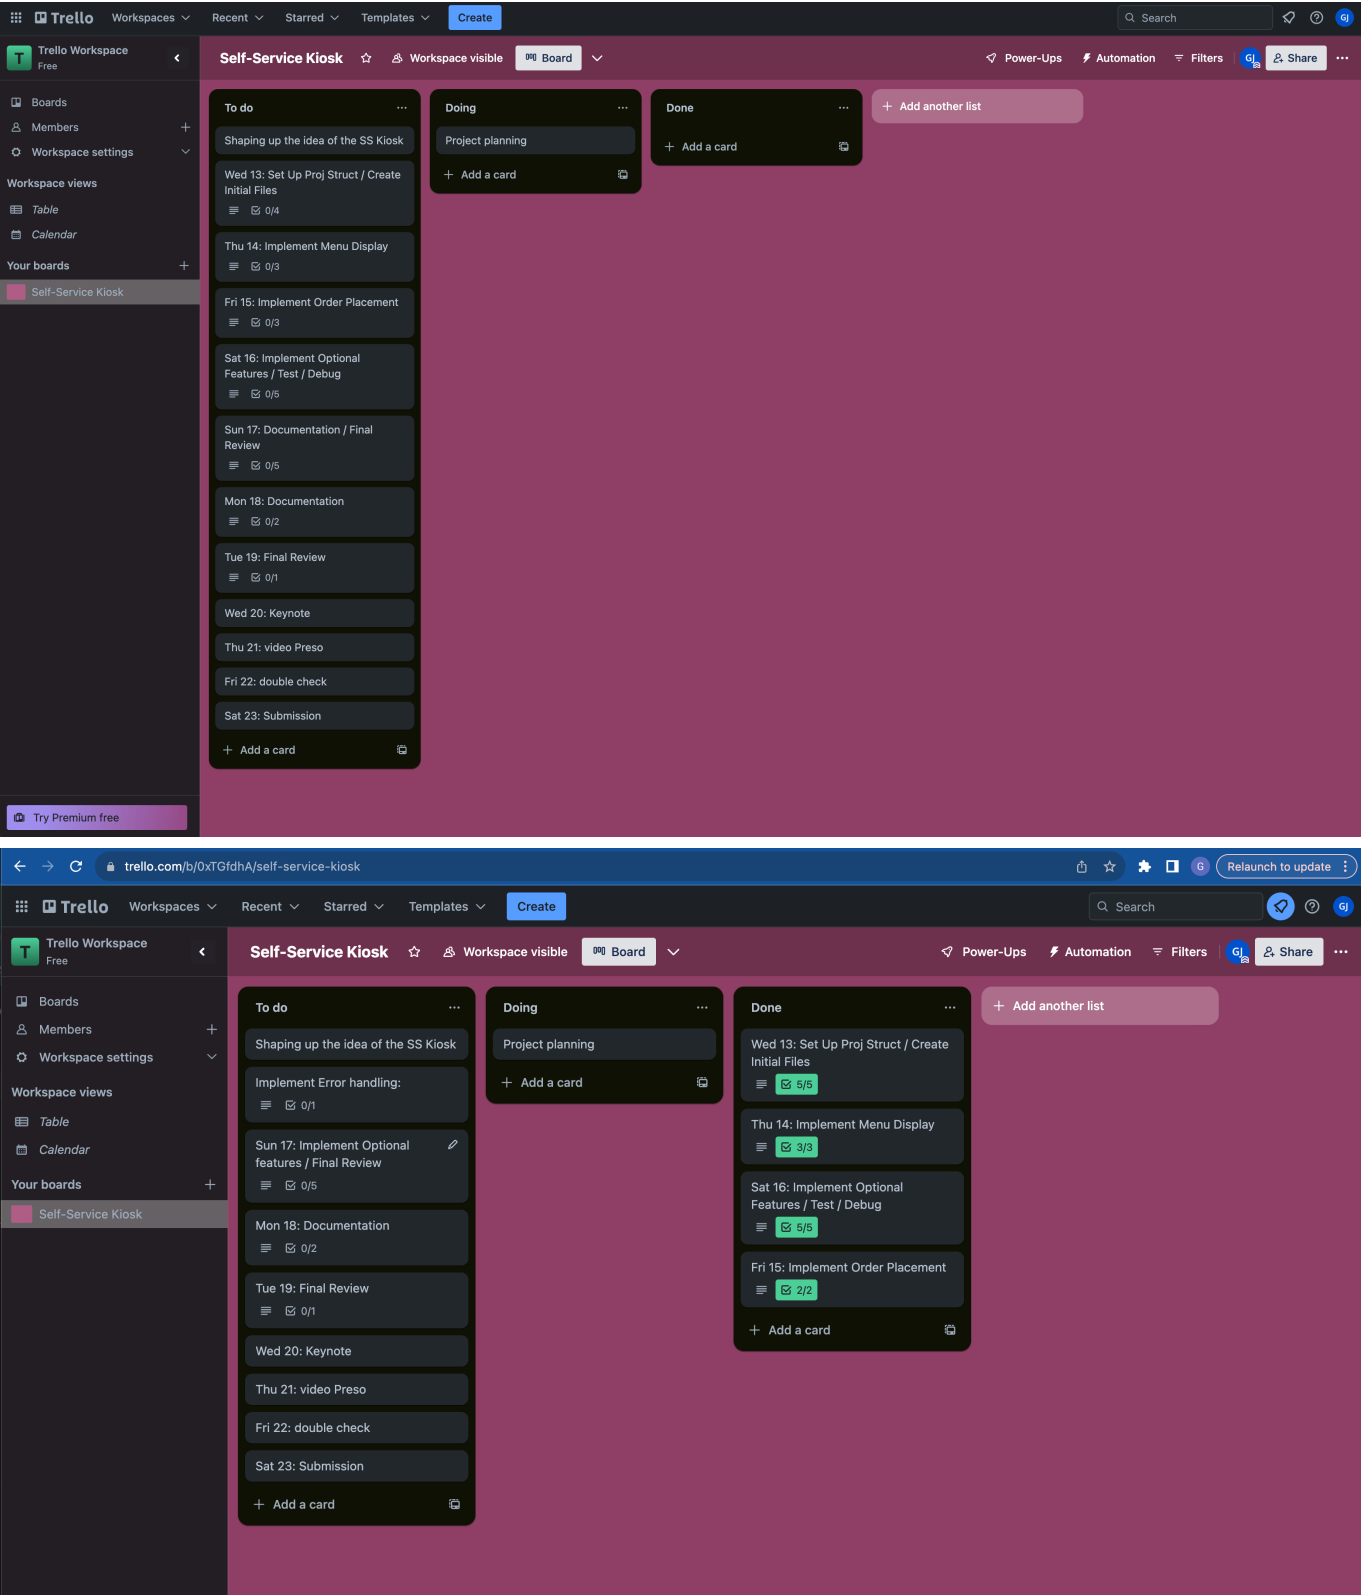 Trello Workspaces Recent Starred Templates Create Search GJ
T Trello Workspace
Free
Self-Service Kiosk Workspace visible Board Power-Ups Automation Filters GJ Share
Boards
Members
Workspace settings
Workspace views
Table
Calendar
Your boards
Self-Service Kiosk
Try Premium free
To do
Shaping up the idea of the SS Kiosk
Wed 13: Set Up Proj Struct / Create
Initial Files
0/4
Thu 14: Implement Menu Display
0/3
Fri 15: Implement Order Placement
0/3
Sat 16: Implement Optional
Features / Test / Debug
0/5
Sun 17: Documentation / Final
Review
0/5
Mon 18: Documentation
0/2
Tue 19: Final Review
0/1
Wed 20: Keynote
Thu 21: video Preso
Fri 22: double check
Sat 23: Submission
+ Add a card
Doing
Project planning
+ Add a card
Done
+ Add a card
+ Add another list
trello.com/b/0xTGfdhA/self-service-kiosk G Relaunch to update
Trello Workspaces Recent Starred Templates Create Search GJ
T Trello Workspace
Free
Self-Service Kiosk Workspace visible Board Power-Ups Automation Filters GJ Share
Boards
Members
Workspace settings
Workspace views
Table
Calendar
Your boards
Self-Service Kiosk
To do
Shaping up the idea of the SS Kiosk
Implement Error handling:
0/1
Sun 17: Implement Optional
features / Final Review
0/5
Mon 18: Documentation
0/2
Tue 19: Final Review
0/1
Wed 20: Keynote
Thu 21: video Preso
Fri 22: double check
Sat 23: Submission
+ Add a card
Doing
Project planning
+ Add a card
Done
Wed 13: Set Up Proj Struct / Create
Initial Files
5/5
Thu 14: Implement Menu Display
3/3
Sat 16: Implement Optional
Features / Test / Debug
5/5
Fri 15: Implement Order Placement
2/2
+ Add a card
+ Add another list